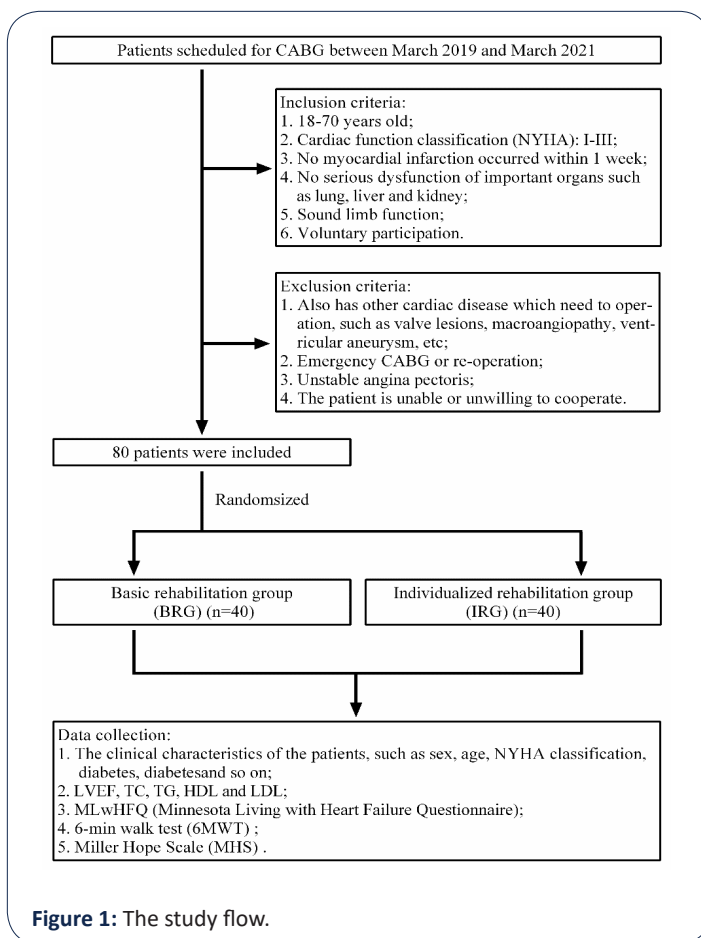 Patients scheduled for CABG between March 2019 and March 2021
Inclusion criteria:
1. 18-70 years old;
2. Cardiac function classification (NYHA): I-III;
3. No myocardial infarction occurred within 1 week;
4. No serious dysfunction of important organs such
as lung, liver and kidney;
5. Sound limb function;
6. Voluntary participation.
Exclusion criteria:
1. Also has other cardiac disease which need to oper-
ation, such as valve lesions, macroangiopathy, vent-
ricular aneurysm, etc;
2. Emergency CABG or re-operation;
3. Unstable angina pectoris;
4. The patient is unable or unwilling to cooperate.
80 patients were included
Randomsized
Basic rehabilitation group
(BRG) (n=40)
Individualized rehabilitation group
(IRG) (n=40)
Data collection:
1. The clinical characteristics of the patients, such as sex, age, NYHA classification,
diabetes, diabetesand so on;
2. LVEF, TC, TG, HDL and LDL;
3. MLwHFQ (Minnesota Living with Heart Failure Questionnaire);
4. 6-min walk test (6MWT) ;
5. Miller Hope Scale (MHS) .
Figure 1: The study flow.